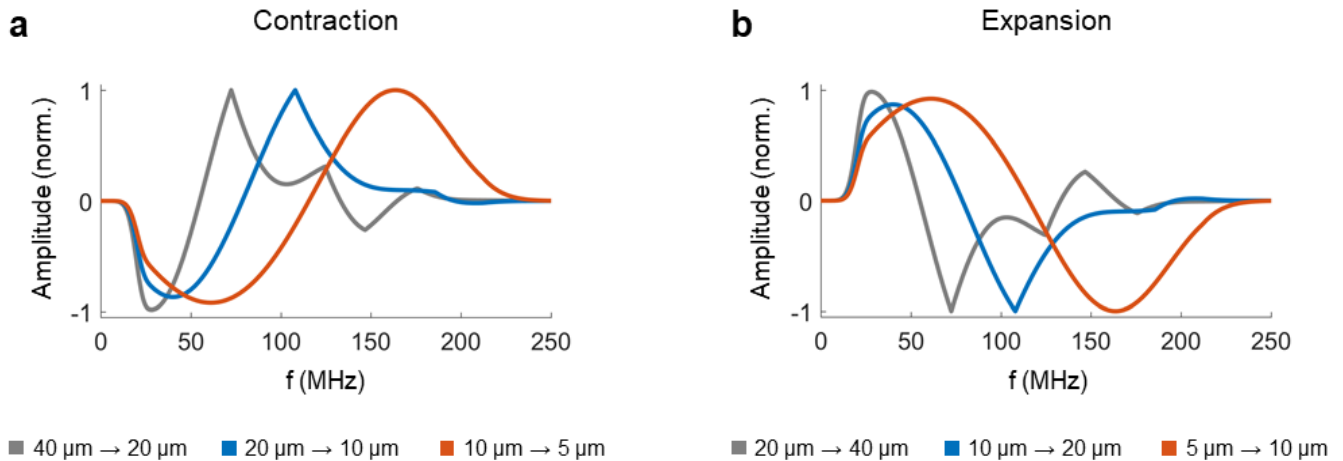 a
Contraction
Amplitude (norm.)
1
0
-1
0 50 100 150 200 250
f (MHz)
40 µm → 20 µm 20 µm → 10 µm 10 µm → 5 µm
b
Expansion
Amplitude (norm.)
1
0
-1
0 50 100 150 200 250
f (MHz)
20 µm → 40 µm 10 µm → 20 µm 5 µm → 10 µm